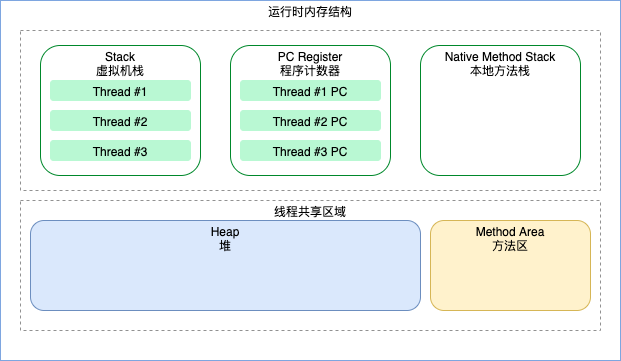 运行时内存结构
Stack
虚拟机栈
Thread #1
Thread #2
Thread #3
PC Register
程序计数器
Thread #1 PC
Thread #2 PC
Thread #3 PC
Native Method Stack
本地方法栈
线程共享区域
Heap
堆
Method Area
方法区